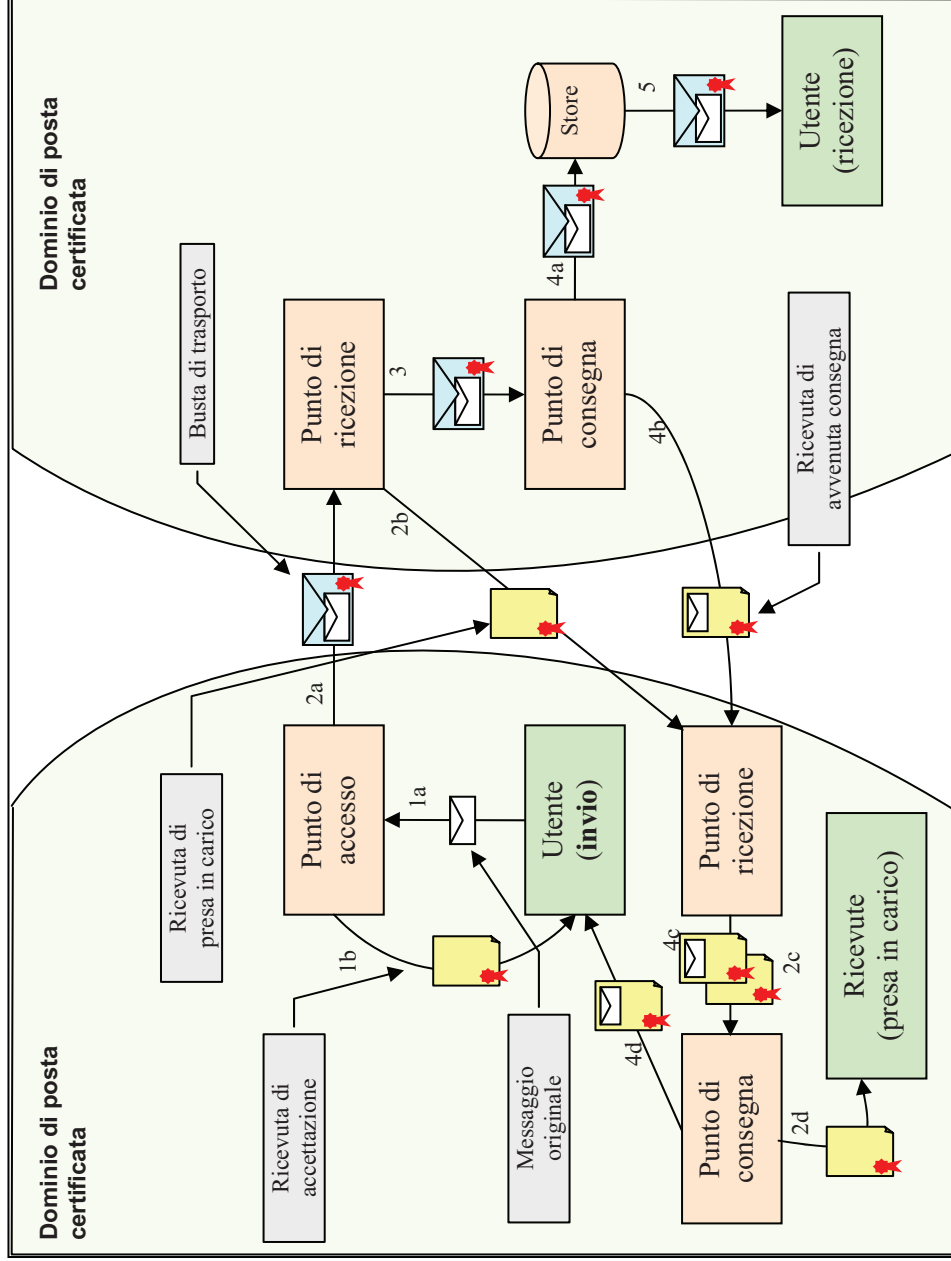 Dominio di posta
certificata
Dominio di posta
certificata
Ricevuta di
accettazione
Ricevuta di
presa in carico
Busta di trasporto
1b
Punto di
accesso
2a
Punto di
ricezione
1a
2b
3
Messaggio
originale
Utente
(invio)
Punto di
consegna
4a
Store
4d
4c
4b
5
Punto di
consegna
2c
Punto di
ricezione
2d
Ricevute
(presa in carico)
Ricevuta di
avvenuta consegna
Utente
(ricezione)